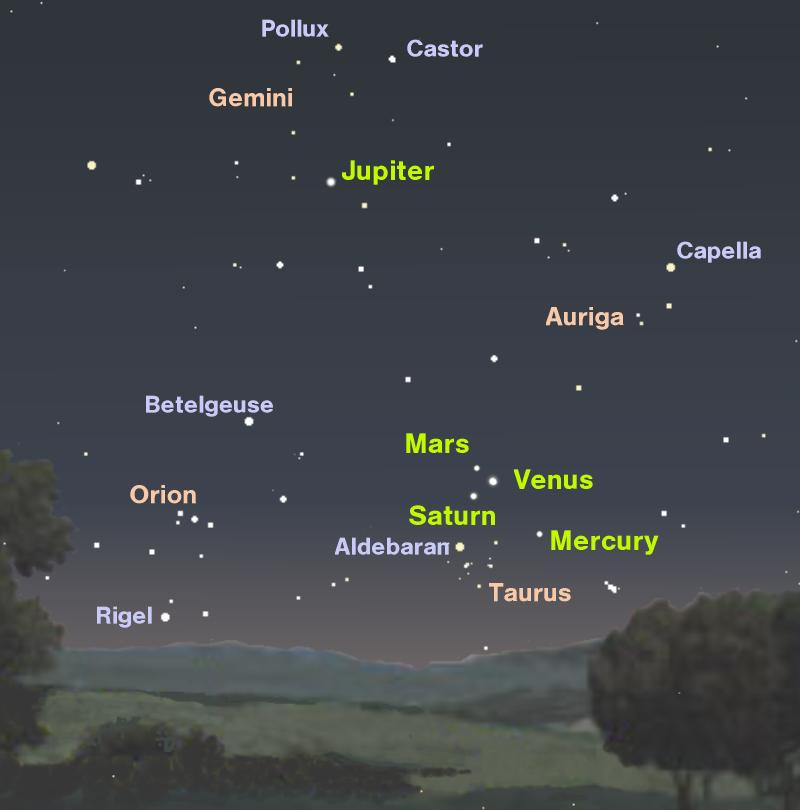 Pollux
Castor
Gemini
Jupiter
Capella
Auriga
Betelgeuse
Mars
Venus
Orion
Saturn
Mercury
Aldebaran
Taurus
Rigel